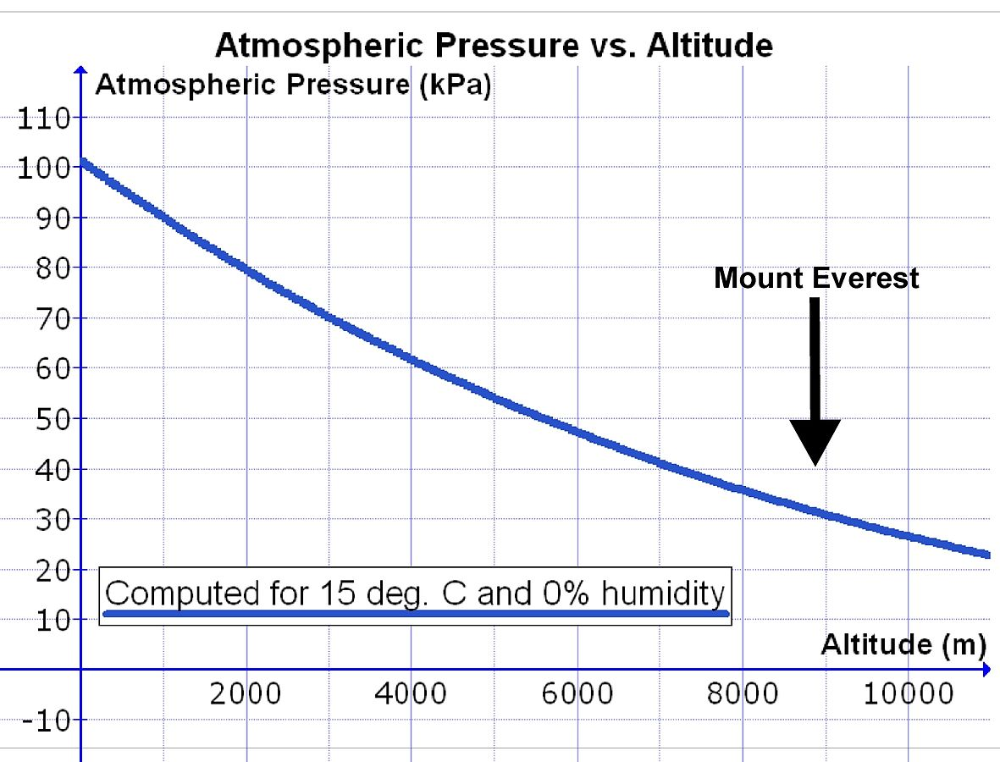 Atmospheric Pressure vs. Altitude
Atmospheric Pressure (kPa)
110
100
90
80
Mount Everest
70
60
50
40
30
20
Computed for 15 deg. C and 0% humidity
10
Altitude (m)
2000 4000 6000 8000 10000
-10